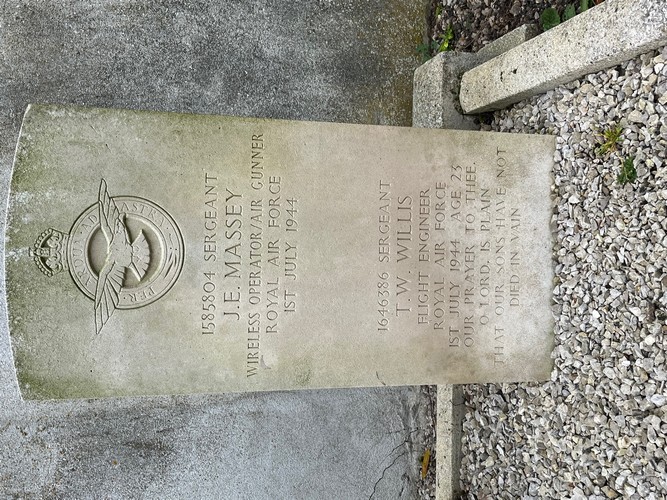 PER ARDUA AD ASTRA
1585804 SERGEANT
J.E. MASSEY
WIRELESS OPERATOR/AIR GUNNER
ROYAL AIR FORCE
1ST JULY 1944
1646386 SERGEANT
T.W. WILLIS
FLIGHT ENGINEER
ROYAL AIR FORCE
1ST JULY 1944 AGE 23
OUR PRAYER TO THEE,
O LORD, IS PLAIN
THAT OUR SONS HAVE NOT
DIED IN VAIN